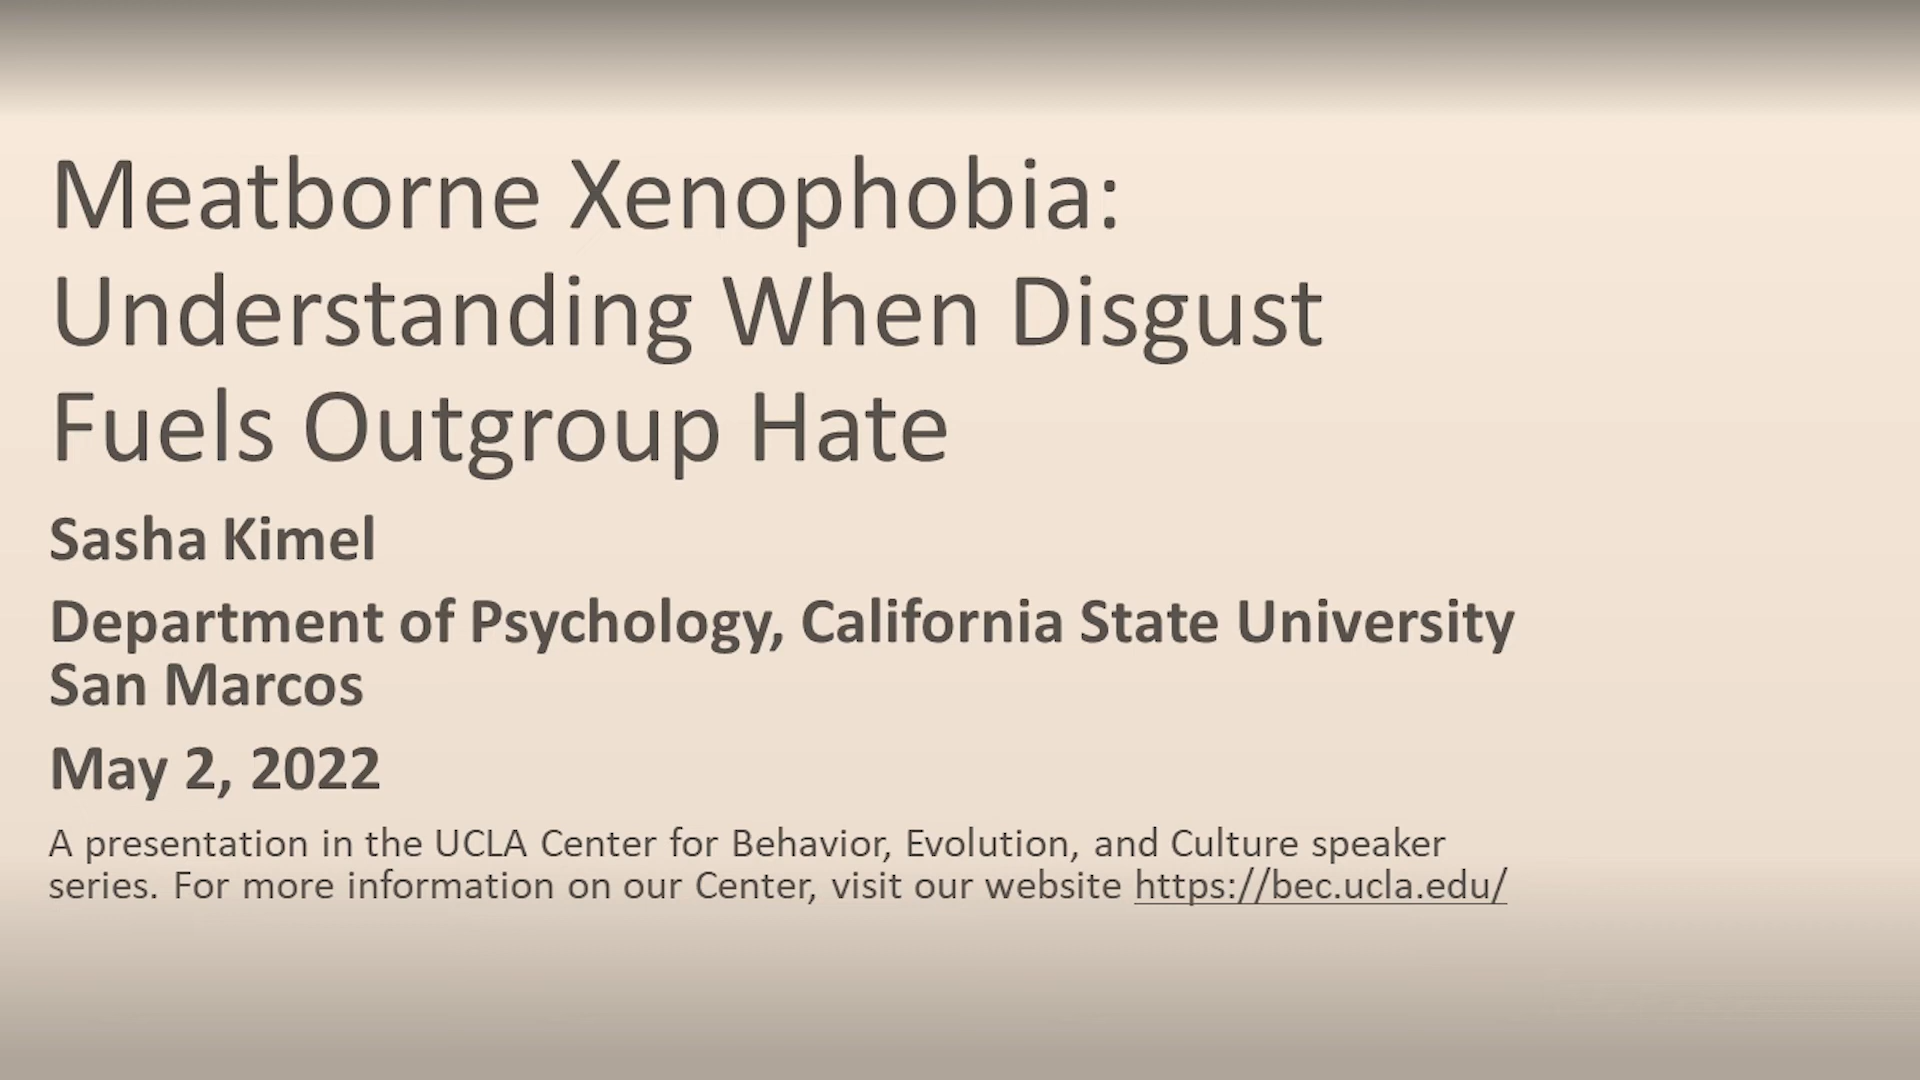 Meatborne Xenophobia:
Understanding When Disgust
Fuels Outgroup Hate
Sasha Kimel
Department of Psychology, California State University
San Marcos
May 2, 2022
A presentation in the UCLA Center for Behavior, Evolution, and Culture speaker
series. For more information on our Center, visit our website https://bec.ucla.edu/